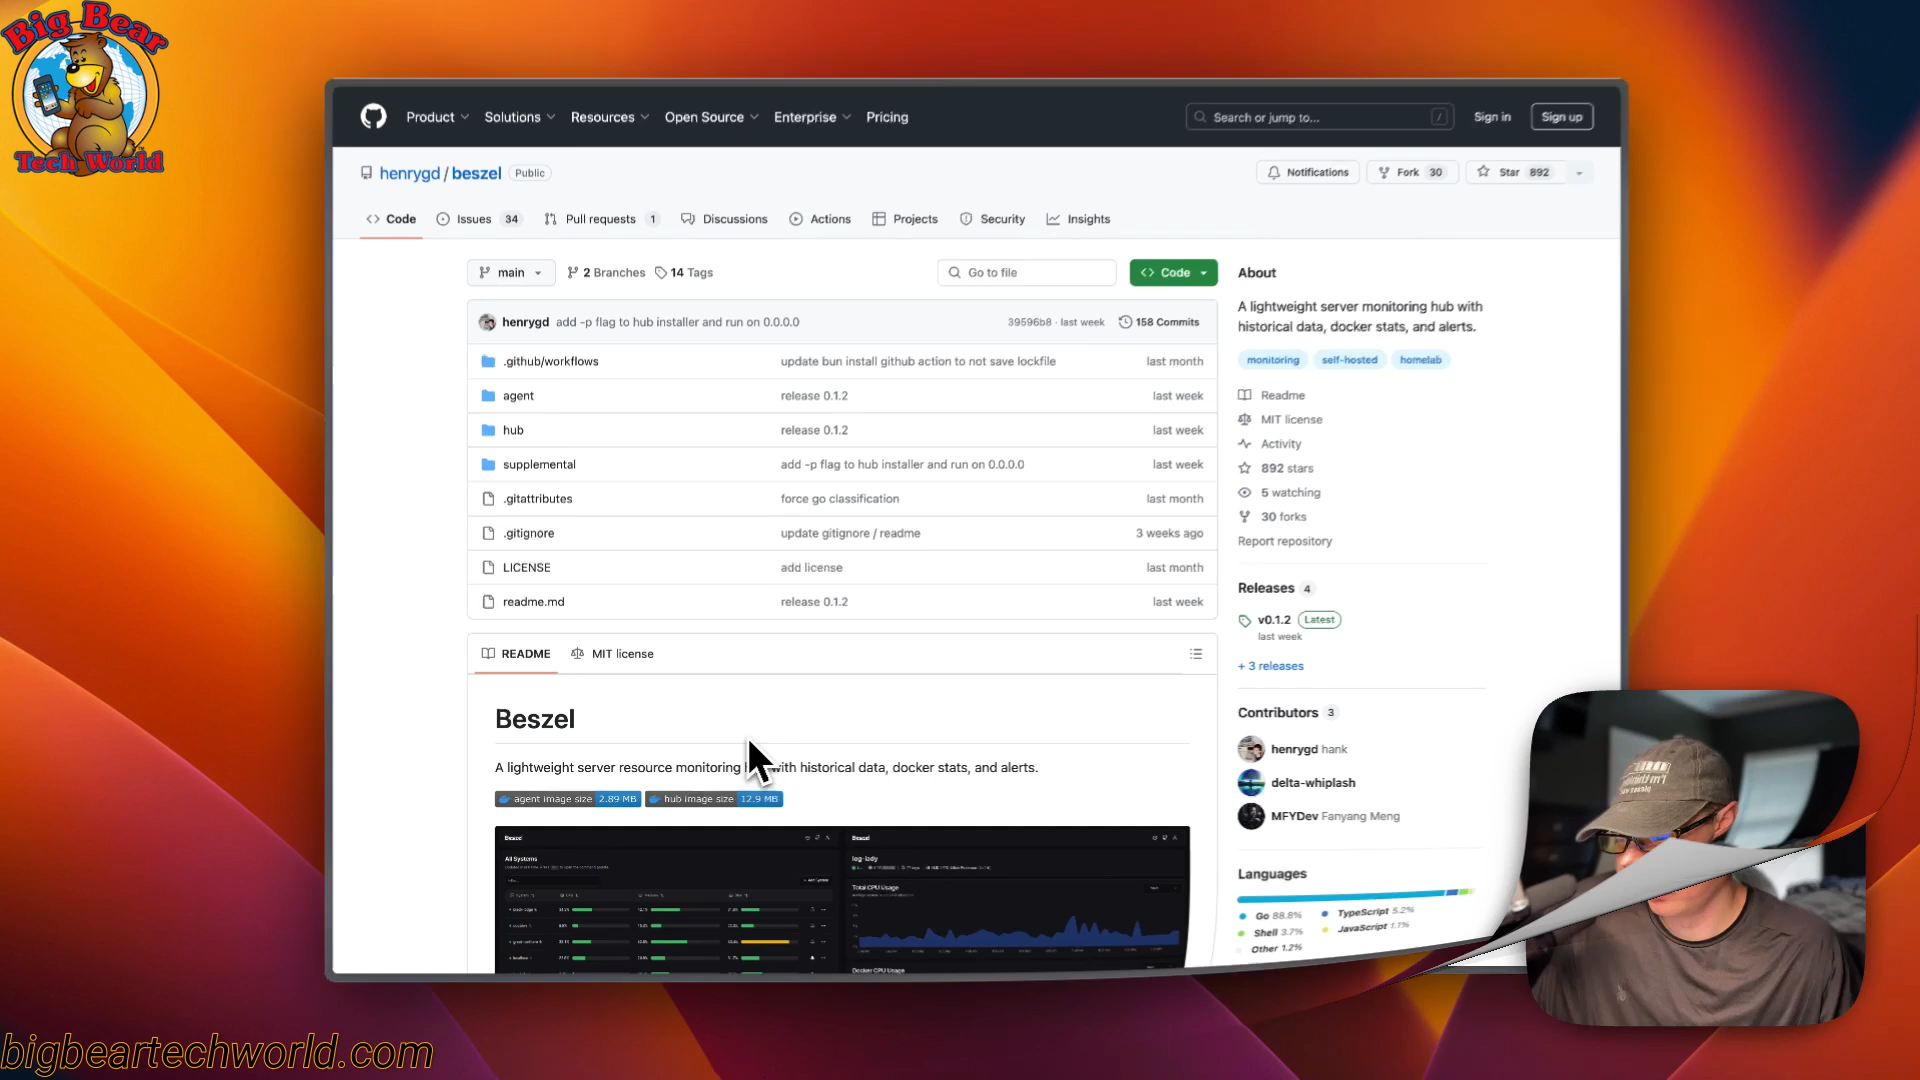 Big Bear
Tech World
Product
Solutions
Resources
Open Source
Enterprise
Pricing
Search or jump to...
/
Sign in
Sign up
henrygd / beszel
Public
Notifications
Fork 30
Star 892
Code
Issues 34
Pull requests 1
Discussions
Actions
Projects
Security
Insights
main
2 Branches
14 Tags
Go to file
Code
henrygd add -p flag to hub installer and run on 0.0.0.0
39596b8 · last week
158 Commits
.github/workflows update bun install github action to not save lockfile last month
agent release 0.1.2 last week
hub release 0.1.2 last week
supplemental add -p flag to hub installer and run on 0.0.0.0 last week
.gitattributes force go classification last month
.gitignore update gitignore / readme 3 weeks ago
LICENSE add license last month
readme.md release 0.1.2 last week
README
MIT license
Beszel
A lightweight server resource monitoring with historical data, docker stats, and alerts.
agent image size 2.89 MB
hub image size 12.9 MB
Beszel
All Systems
Beszel
Total CPU Usage
Docker CPU Usage
About
A lightweight server monitoring hub with
historical data, docker stats, and alerts.
monitoring
self-hosted
homelab
Readme
MIT license
Activity
892 stars
5 watching
30 forks
Report repository
Releases 4
v0.1.2 Latest
last week
+ 3 releases
Contributors 3
henrygd hank
delta-whiplash
MFYDev Fanyang Meng
Languages
Go 88.8%
TypeScript 5.2%
Shell 3.7%
JavaScript 1.1%
Other 1.2%
bigbeartechworld.com